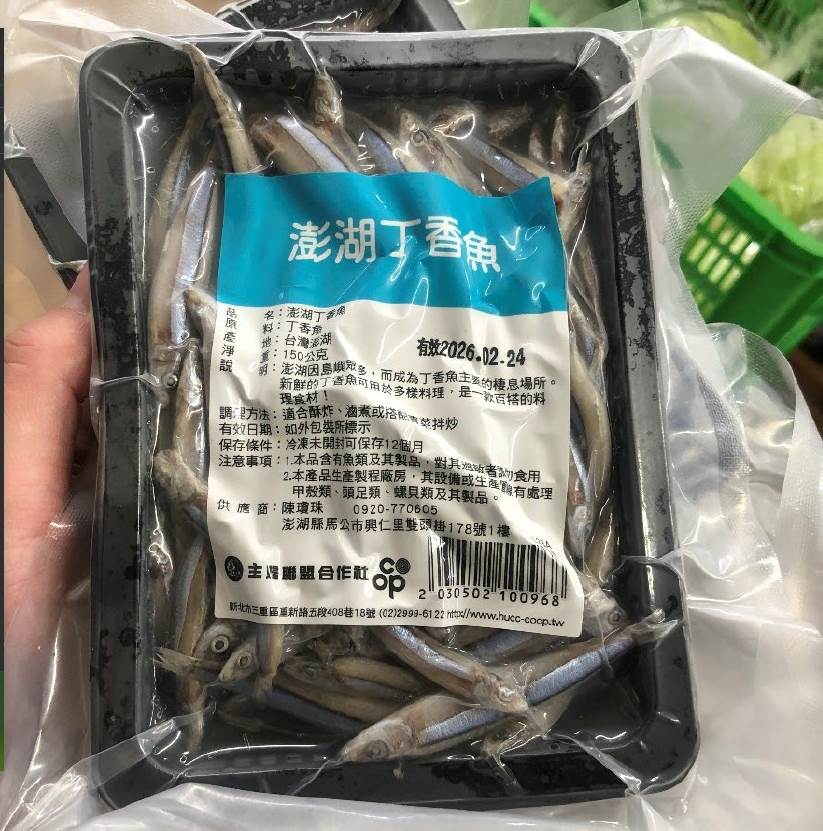 澎湖丁香魚
品　　名：澎湖丁香魚
原　　料：丁香魚
產　　地：台灣澎湖
淨　　重：150公克
有效2026.02.24
說　　明：澎湖因島嶼眾多，而成為丁香魚主要的棲息場所。
新鮮的丁香魚可用於多樣料理，是一款百搭的料
理食材！
調理方法：適合酥炸、滷煮或搭配青菜拌炒
有效日期：如外包裝所標示
保存條件：冷凍未開封可保存12個月
注意事項：1.本品含有魚類及其製品，對其過敏者請勿食用
2.本產品生產製程廠房，其設備或生產管線有處理
甲殼類、頭足類、螺貝類及其製品。
供 應 商：陳瓊珠　0920-770605
澎湖縣馬公市興仁里雙頭掛178號1樓
主婦聯盟合作社 coop
2 030502 100968
新北市三重區重新路五段408巷18號 (02)2999-6122 http://www.hucc-coop.tw